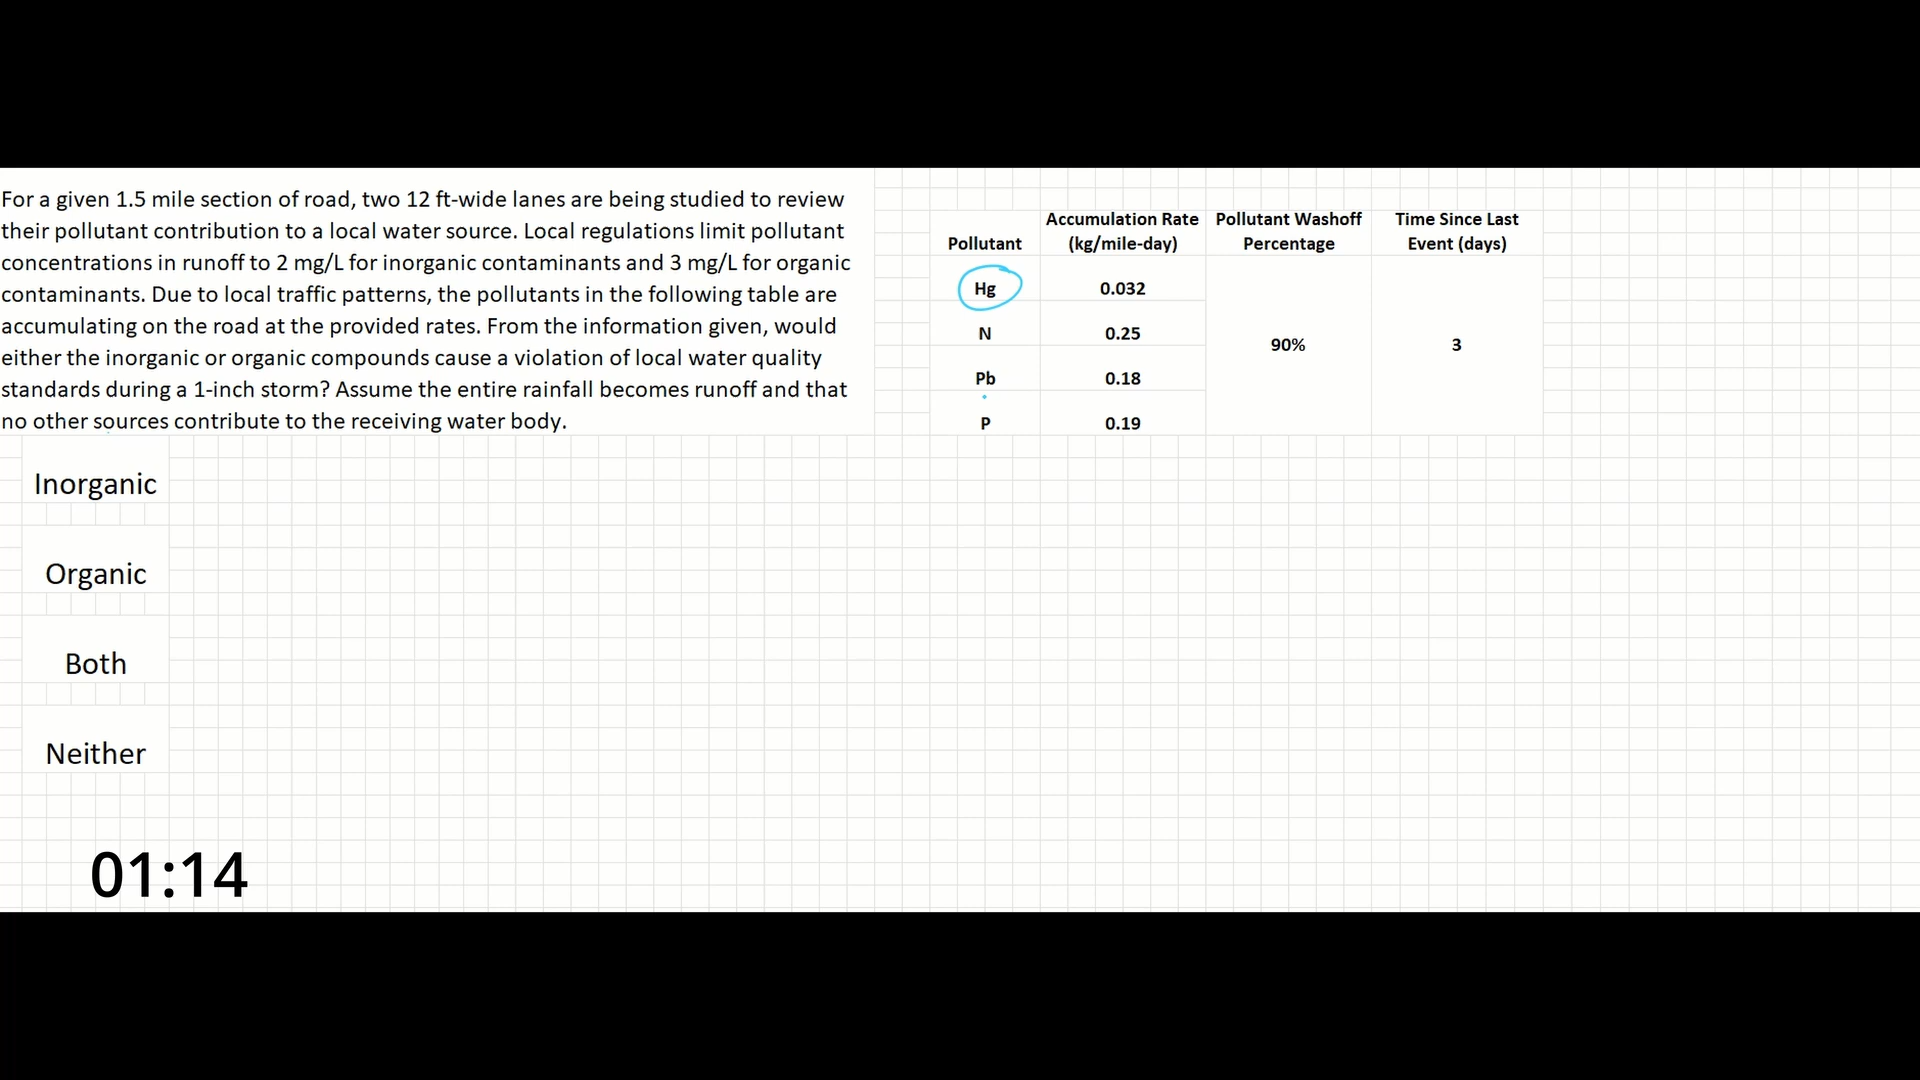 For a given 1.5 mile section of road, two 12 ft-wide lanes are being studied to review
their pollutant contribution to a local water source. Local regulations limit pollutant
concentrations in runoff to 2 mg/L for inorganic contaminants and 3 mg/L for organic
contaminants. Due to local traffic patterns, the pollutants in the following table are
accumulating on the road at the provided rates. From the information given, would
either the inorganic or organic compounds cause a violation of local water quality
standards during a 1-inch storm? Assume the entire rainfall becomes runoff and that
no other sources contribute to the receiving water body.
Pollutant Accumulation Rate (kg/mile-day) Pollutant Washoff Percentage Time Since Last Event (days)
Hg 0.032
N 0.25
90% 3
Pb 0.18
P 0.19
Inorganic
Organic
Both
Neither
01:14